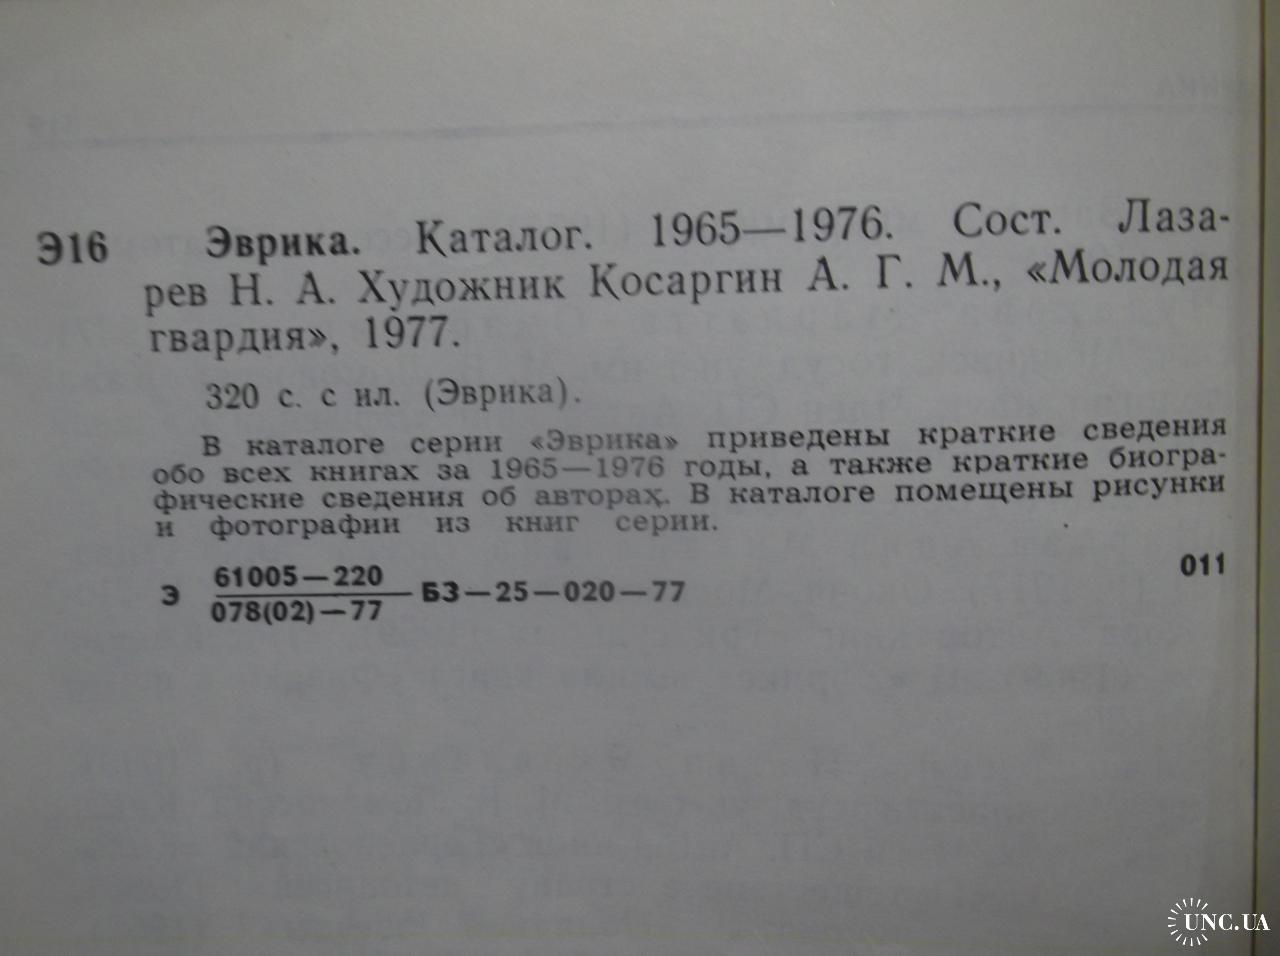 Э16 Эврика. Каталог. 1965—1976. Сост. Лаза-
рев Н. А. Художник Косаргин А. Г. М., «Молодая
гвардия», 1977.
320 с. с ил. (Эврика).
В каталоге серии «Эврика» приведены краткие сведения
обо всех книгах за 1965—1976 годы, а также краткие биогра-
фические сведения об авторах. В каталоге помещены рисунки
и фотографии из книг серии.
011
Э 61005—220
078(02)—77 БЗ—25—020—77
UNC.UA